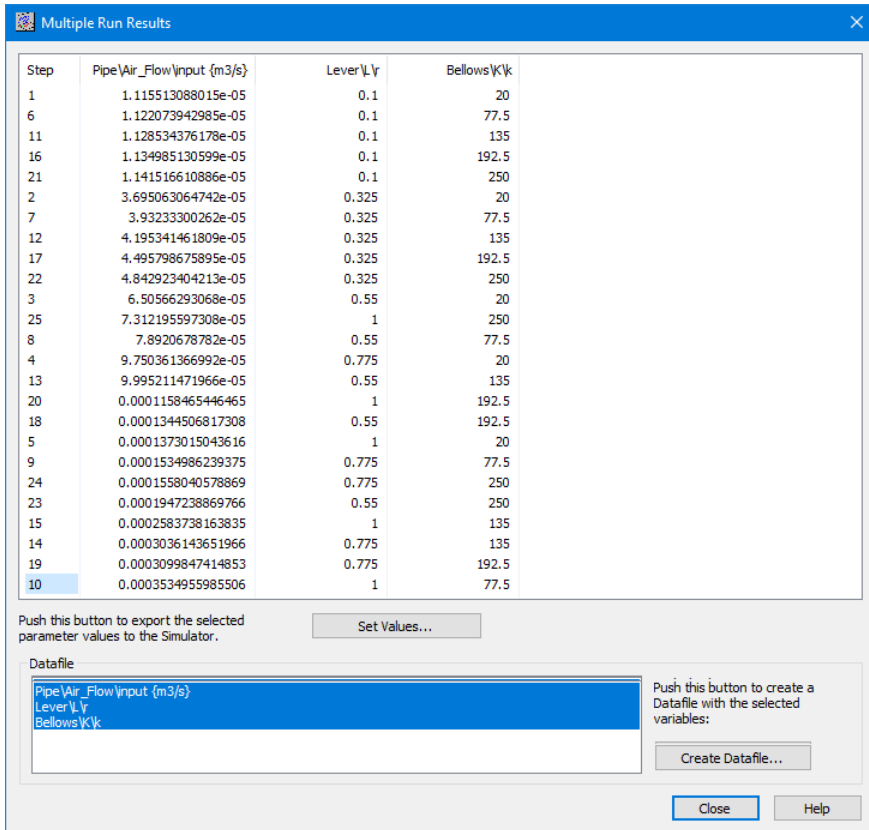 Multiple Run Results
Step Pipe\Air_Flow\input {m3/s} Lever\L\r Bellows\K\k
1 1.115513088015e-05 0.1 20
6 1.122073942985e-05 0.1 77.5
11 1.128534376178e-05 0.1 135
16 1.134985130599e-05 0.1 192.5
21 1.141516610886e-05 0.1 250
2 3.695063064742e-05 0.325 20
7 3.93233300262e-05 0.325 77.5
12 4.195341461809e-05 0.325 135
17 4.495798675895e-05 0.325 192.5
22 4.842923404213e-05 0.325 250
3 6.50566293068e-05 0.55 20
25 7.312195597308e-05 1 250
8 7.8920678782e-05 0.55 77.5
4 9.750361366992e-05 0.775 20
13 9.995211471966e-05 0.55 135
20 0.0001158465446465 1 192.5
18 0.0001344506817308 0.55 192.5
5 0.0001373015043616 1 20
9 0.0001534986239375 0.775 77.5
24 0.0001558040578869 0.775 250
23 0.0001947238869766 0.55 250
15 0.0002583738163835 1 135
14 0.0003036143651966 0.775 135
19 0.0003099847414853 0.775 192.5
10 0.0003534955985506 1 77.5
Push this button to export the selected
parameter values to the Simulator.
Set Values...
Datafile
Pipe\Air_Flow\input {m3/s}
Lever\L\r
Bellows\K\k
Push this button to create a
Datafile with the selected
variables:
Create Datafile...
Close Help